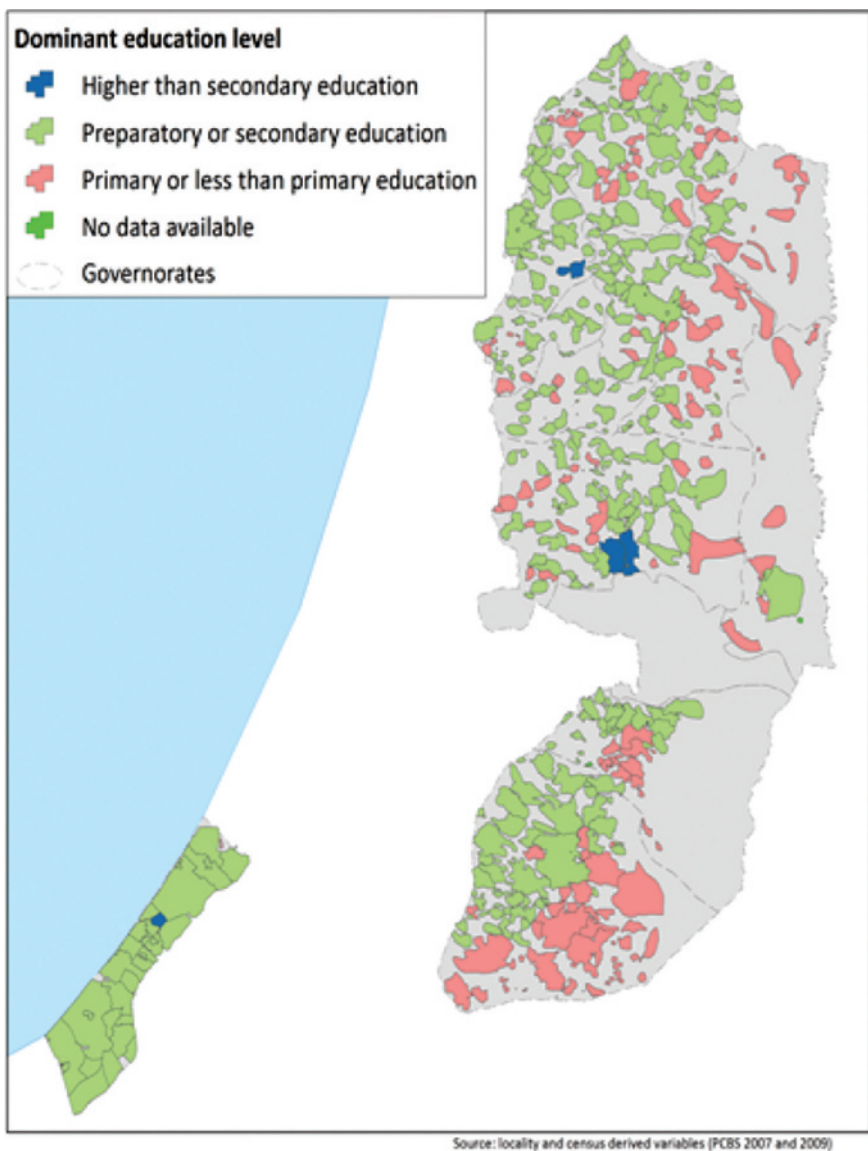 Dominant education level
Higher than secondary education
Preparatory or secondary education
Primary or less than primary education
No data available
Governorates
Source: locality and census derived variables (PCBS 2007 and 2009)